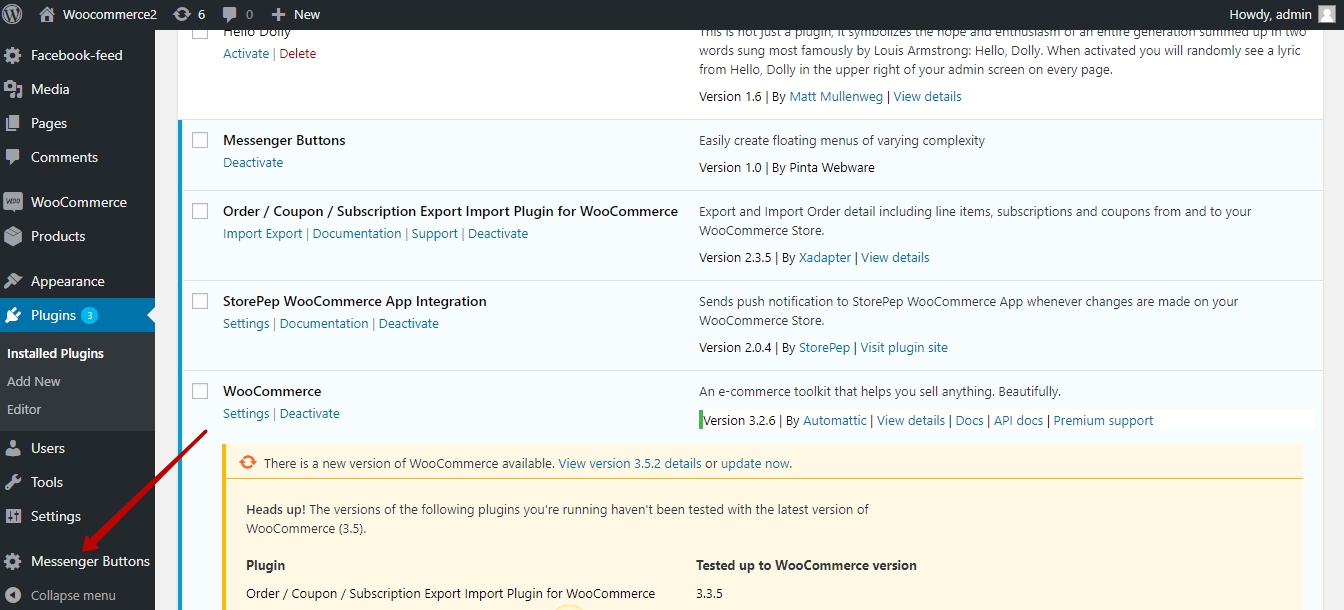 Woocommerce2 6 0 New Howdy, admin
Facebook-feed
Media
Pages
Comments
WOO WooCommerce
Products
Appearance
Plugins 3
Installed Plugins
Add New
Editor
Users
Tools
Settings
Messenger Buttons
Collapse menu
Hello Dolly
Activate | Delete
This is not just a plugin, it symbolizes the hope and enthusiasm of an entire generation summed up in two
words sung most famously by Louis Armstrong: Hello, Dolly. When activated you will randomly see a lyric
from Hello, Dolly in the upper right of your admin screen on every page.
Version 1.6 | By Matt Mullenweg | View details
Messenger Buttons
Deactivate
Easily create floating menus of varying complexity
Version 1.0 | By Pinta Webware
Order / Coupon / Subscription Export Import Plugin for WooCommerce
Import Export | Documentation | Support | Deactivate
Export and Import Order detail including line items, subscriptions and coupons from and to your
WooCommerce Store.
Version 2.3.5 | By Xadapter | View details
StorePep WooCommerce App Integration
Settings | Documentation | Deactivate
Sends push notification to StorePep WooCommerce App whenever changes are made on your
WooCommerce Store.
Version 2.0.4 | By StorePep | Visit plugin site
WooCommerce
Settings | Deactivate
An e-commerce toolkit that helps you sell anything. Beautifully.
Version 3.2.6 | By Automattic | View details | Docs | API docs | Premium support
There is a new version of WooCommerce available. View version 3.5.2 details or update now.
Heads up! The versions of the following plugins you're running haven't been tested with the latest version of
WooCommerce (3.5).
Plugin Tested up to WooCommerce version
Order / Coupon / Subscription Export Import Plugin for WooCommerce 3.3.5